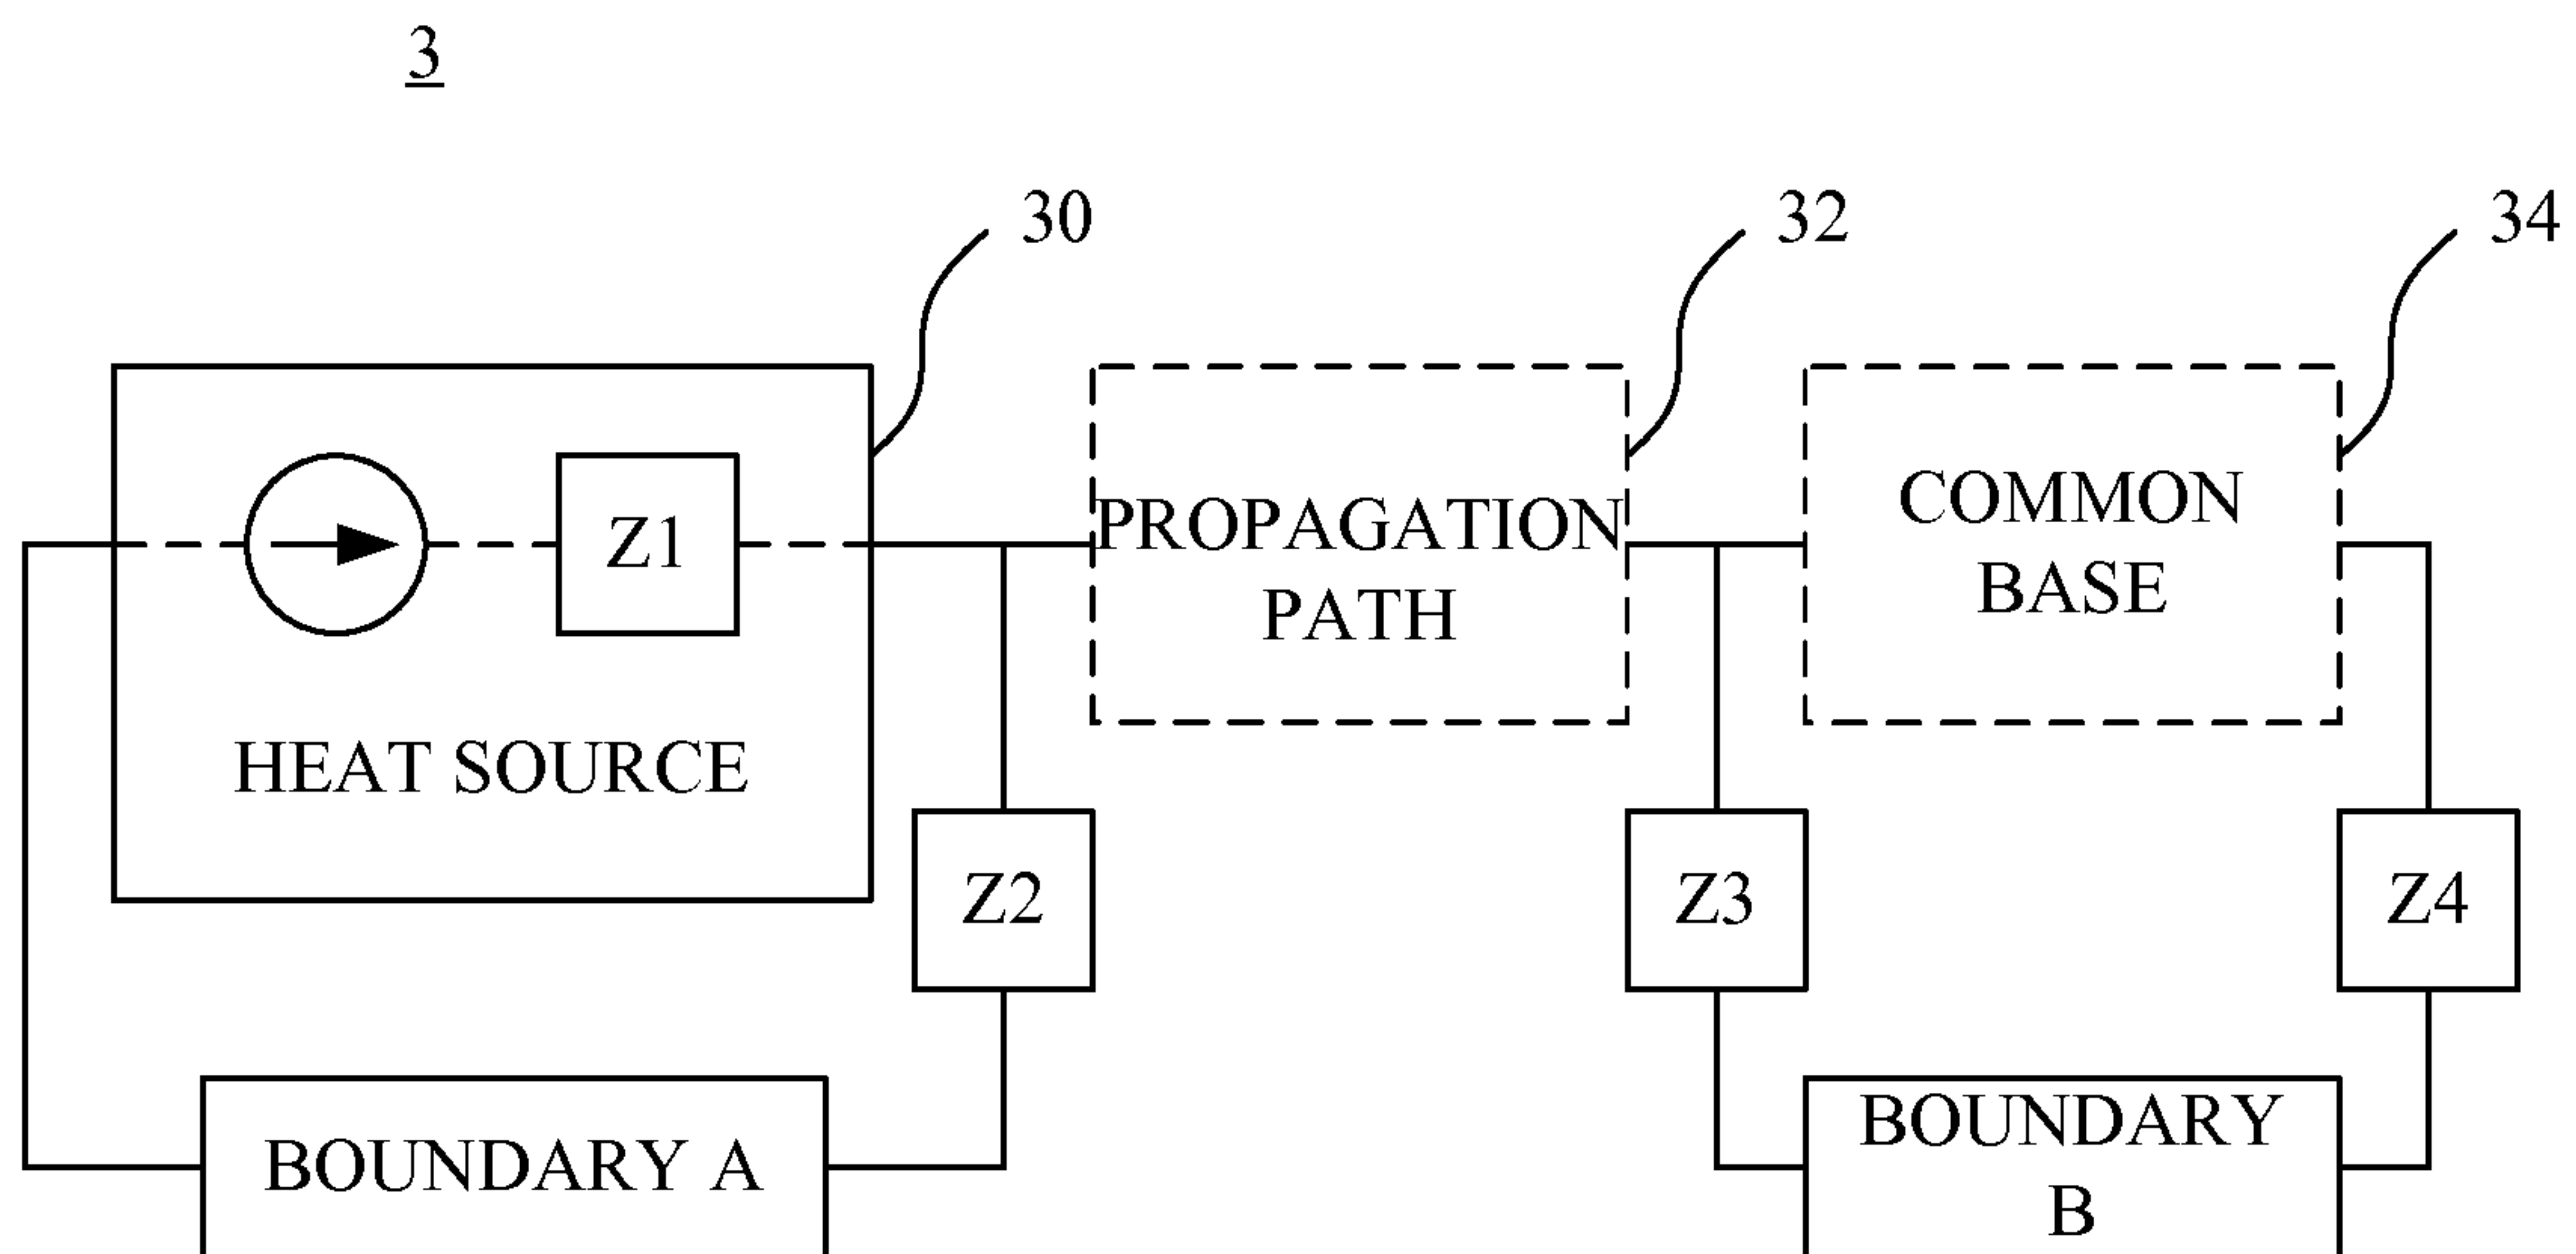 3
30
32
34
Z1
PROPAGATION
PATH
COMMON
BASE
HEAT SOURCE
Z2
Z3
Z4
BOUNDARY A
BOUNDARY
B